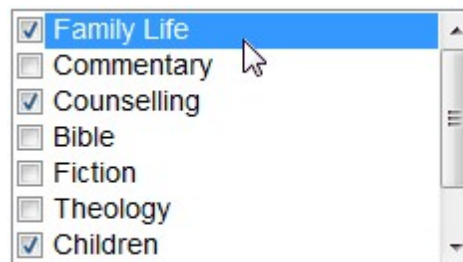 Family Life
Commentary
Counselling
Bible
Fiction
Theology
Children